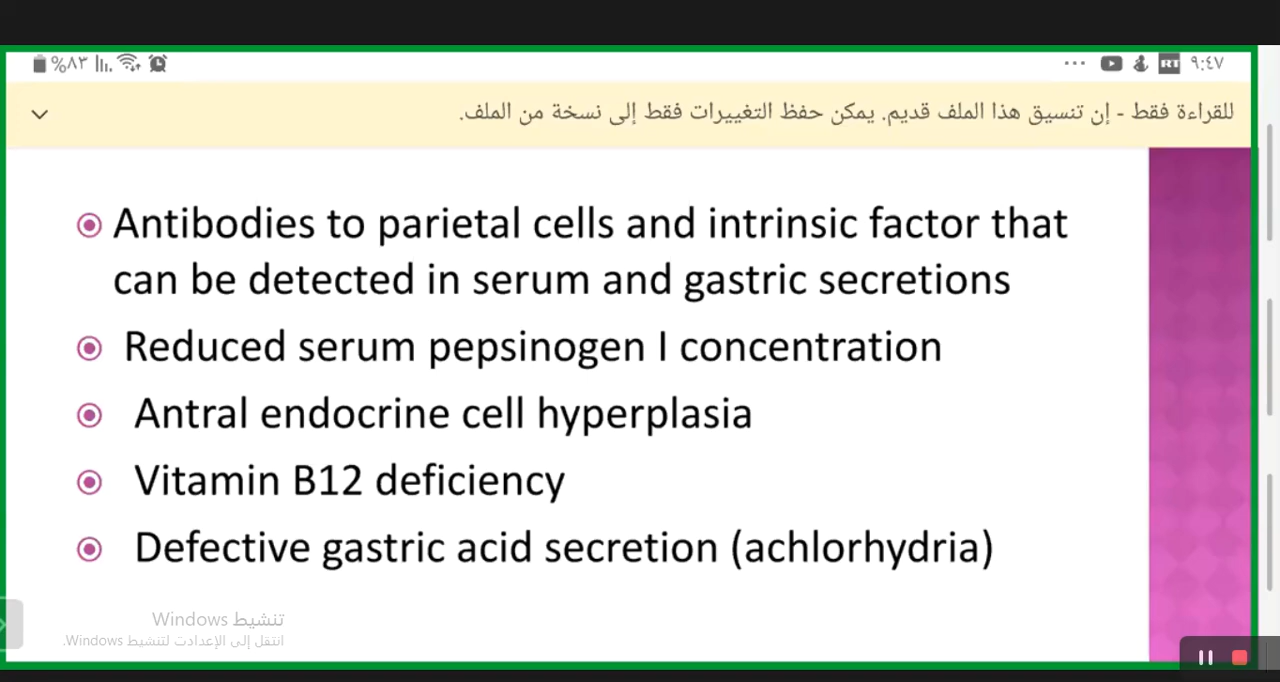 %٨٣
RT ٩:٤٧
للقراءة فقط - إن تنسيق هذا الملف قديم. يمكن حفظ التغييرات فقط إلى نسخة من الملف.
Antibodies to parietal cells and intrinsic factor that
can be detected in serum and gastric secretions
Reduced serum pepsinogen I concentration
Antral endocrine cell hyperplasia
Vitamin B12 deficiency
Defective gastric acid secretion (achlorhydria)
تنشيط Windows
انتقل إلى الإعدادت لتنشيط Windows.